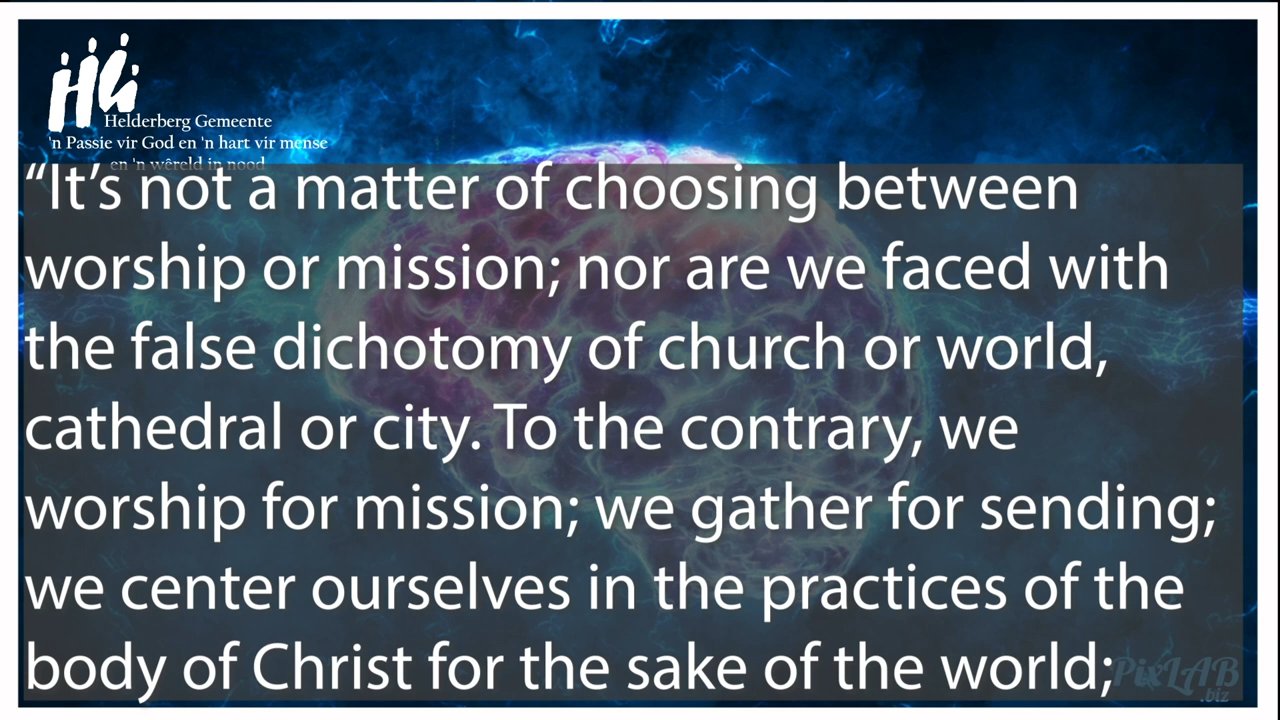 HG
Helderberg Gemeente
'n Passie vir God en 'n hart vir mense
en 'n wêreld in nood
“It’s not a matter of choosing between
worship or mission; nor are we faced with
the false dichotomy of church or world,
cathedral or city. To the contrary, we
worship for mission; we gather for sending;
we center ourselves in the practices of the
body of Christ for the sake of the world;
PixLAB
.biz